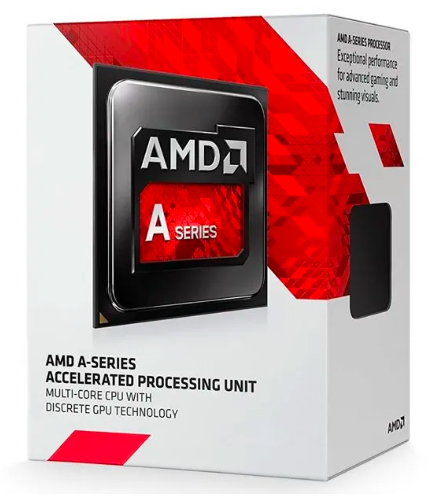 AMD A-SERIES PROCESSOR
Exceptional performance
for advanced gaming and
stunning visuals.
AMD
A SERIES
AMD A-SERIES
ACCELERATED PROCESSING UNIT
MULTI-CORE CPU WITH
DISCRETE GPU TECHNOLOGY
AMD